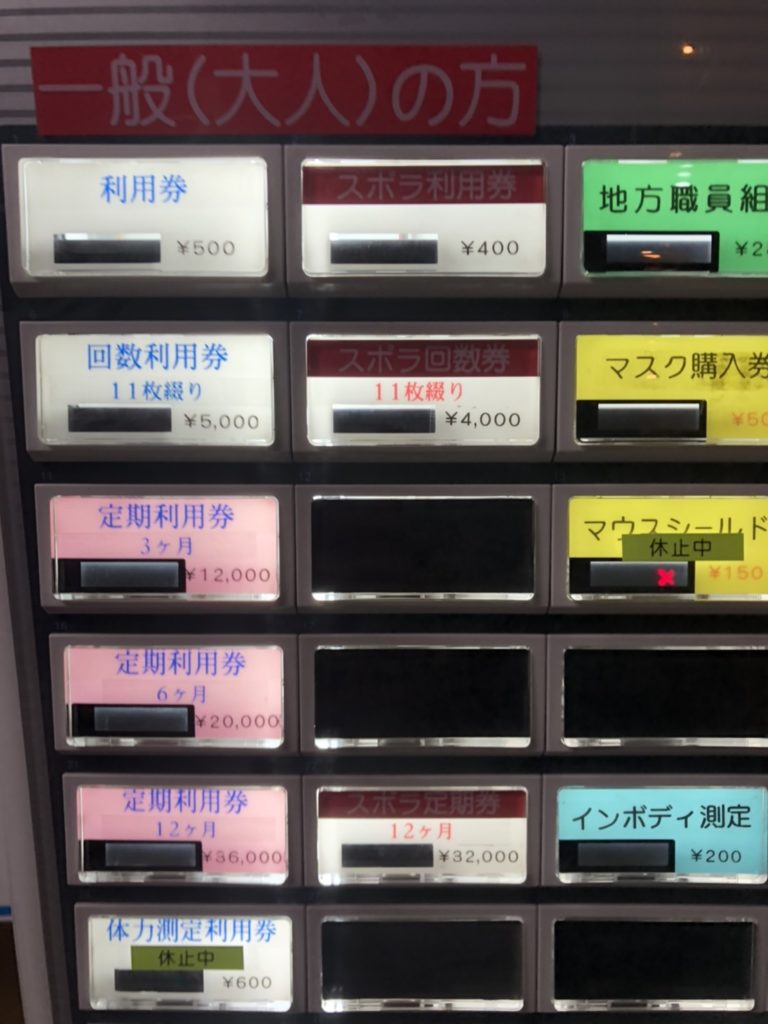 一般(大人)の方
利用券
¥500
スポラ利用券
¥400
地方職員組
回数利用券
11枚綴り
¥5,000
スポラ回数券
11枚綴り
¥4,000
マスク購入券
定期利用券
3ヶ月
¥12,000
マウスシールド
休止中
¥150
定期利用券
6ヶ月
¥20,000
定期利用券
12ヶ月
¥36,000
スポラ定期券
12ヶ月
¥32,000
インボディ測定
¥200
体力測定利用券
休止中
¥600